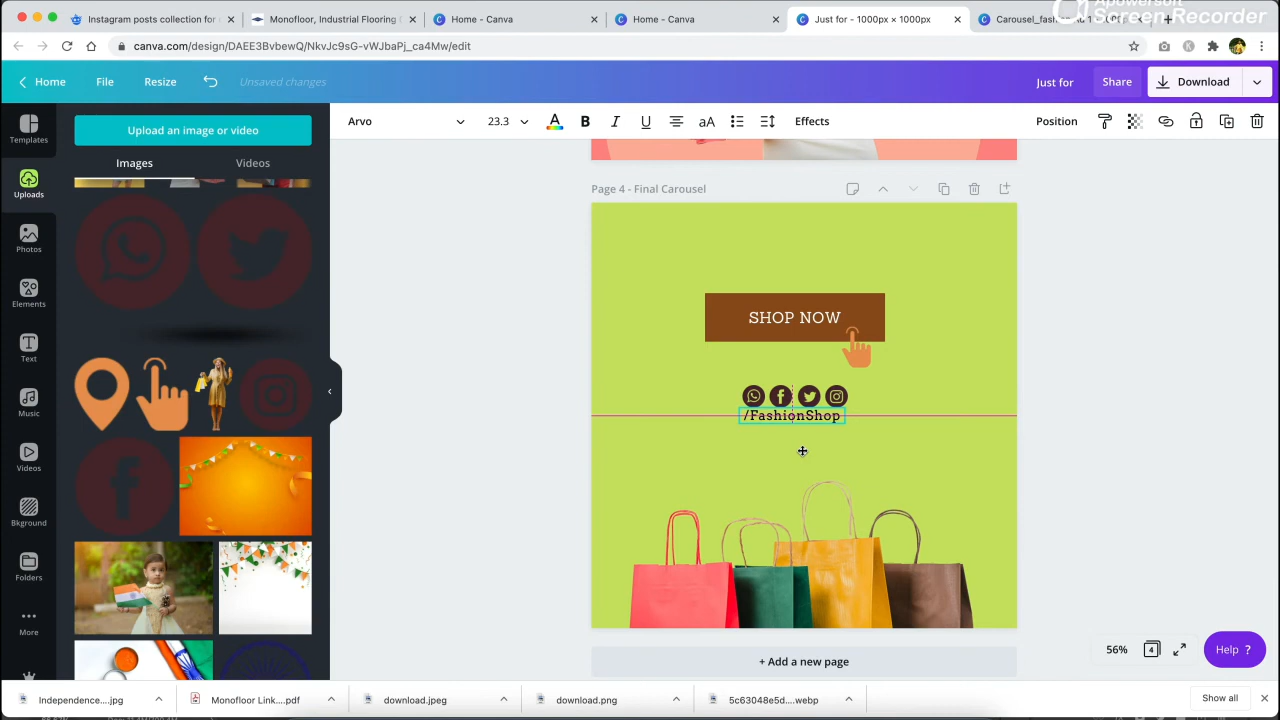 Apowersoft
Screen Recorder
Instagram posts collection for
Monofloor, Industrial Flooring
Home - Canva
Home - Canva
Just for - 1000px × 1000px
canva.com/design/DAEE3BvbewQ/NkvJc9sG-vWJbaPj_ca4Mw/edit
Home
File
Resize
Unsaved changes
Just for
Share
Download
Templates
Upload an image or video
Arvo
23.3
A
B
I
U
aA
Effects
Position
Images
Videos
Uploads
Page 4 - Final Carousel
Photos
Elements
SHOP NOW
Text
Music
/FashionShop
Videos
Bkground
Folders
More
+ Add a new page
56%
4
Help ?
Independence....jpg
Monofloor Link....pdf
download.jpeg
download.png
5c63048e5d....webp
Show all